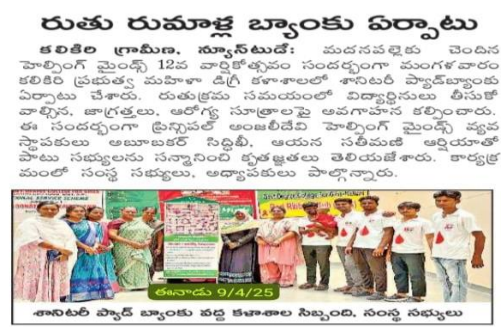 రుతు రుమాళ్ల బ్యాంకు ఏర్పాటు
కలికిరి గ్రామీణ, న్యూస్‌టుడే: మదనపల్లెకు చెందిన
హెల్పింగ్ మైండ్స్ 12వ వార్షికోత్సవం సందర్భంగా మంగళవారం
కలికిరి ప్రభుత్వ మహిళా డిగ్రీ కళాశాలలో శానిటరీ ప్యాడ్‌బ్యాంకు
ఏర్పాటు చేశారు. రుతుక్రమ సమయంలో విద్యార్థినులు తీసుకో
వాల్సిన, జాగ్రత్తలు, ఆరోగ్య సూత్రాలపై అవగాహన కల్పించారు.
ఈ సందర్భంగా ప్రిన్సిపల్ అంజలీదేవి హెల్పింగ్ మైండ్స్ వ్యవ
స్థాపకులు అబూబకర్ సిద్ధిఖీ, ఆయన సతీమణి ఆర్షియాతో
పాటు సభ్యులను సన్మానించి కృతజ్ఞతలు తెలియజేశారు. కార్యక్ర
మంలో సంస్థ సభ్యులు, అధ్యాపకులు పాల్గొన్నారు.
ఈనాడు 9/4/25
శానిటరీ ప్యాడ్ బ్యాంకు వద్ద కళాశాల సిబ్బంది, సంస్థ సభ్యులు